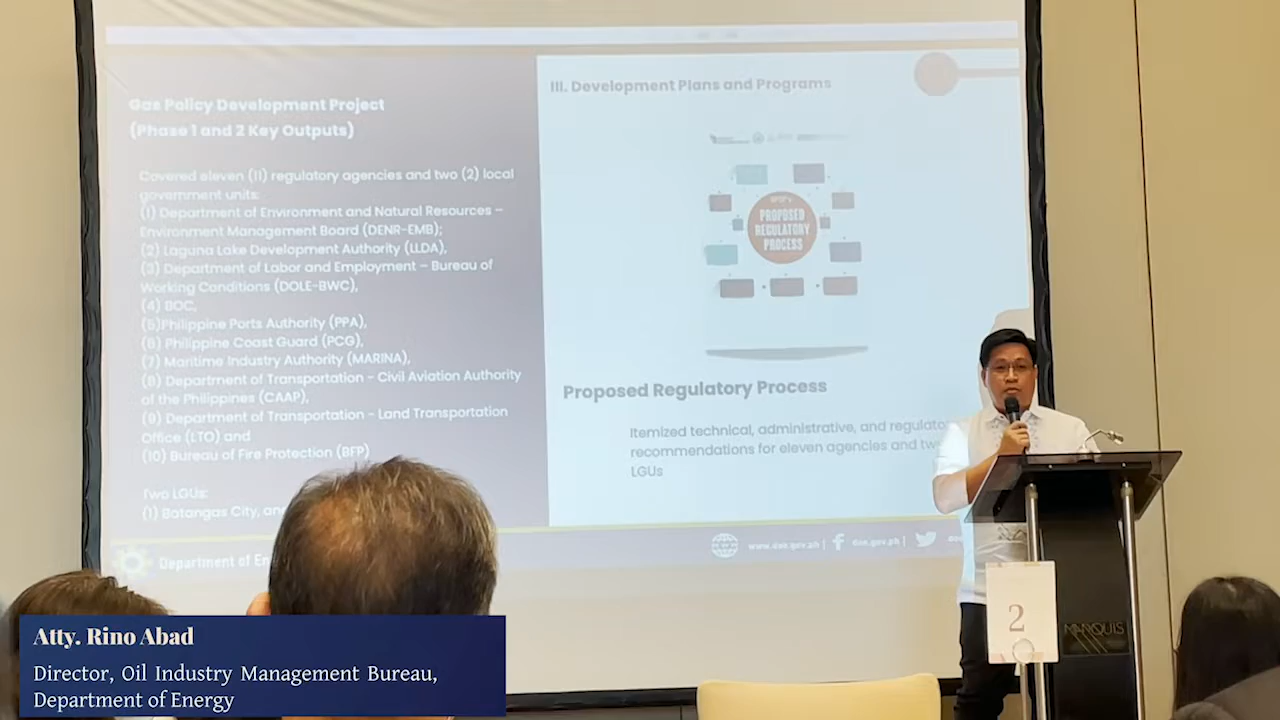 Gas Policy Development Project
(Phase 1 and 2 Key Outputs)
Covered eleven (11) regulatory agencies and two (2) local
government units:
(1) Department of Environment and Natural Resources –
Environment Management Board (DENR-EMB);
(2) Laguna Lake Development Authority (LLDA),
(3) Department of Labor and Employment – Bureau of
Working Conditions (DOLE-BWC),
(4) BOC,
(5)Philippine Ports Authority (PPA),
(6) Philippine Coast Guard (PCG),
(7) Maritime Industry Authority (MARINA),
(8) Department of Transportation - Civil Aviation Authority
of the Philippines (CAAP),
(9) Department of Transportation - Land Transportation
Office (LTO) and
(10) Bureau of Fire Protection (BFP)
Two LGUs:
(1) Batangas City, an
Department of En
III. Development Plans and Programs
PROPOSED
REGULATORY
PROCESS
Proposed Regulatory Process
Itemized technical, administrative, and regulato
recommendations for eleven agencies and tw
LGUs
www.doe.gov.ph |
doe.gov.ph |
2
MARQUIS
Atty. Rino Abad
Director, Oil Industry Management Bureau,
Department of Energy